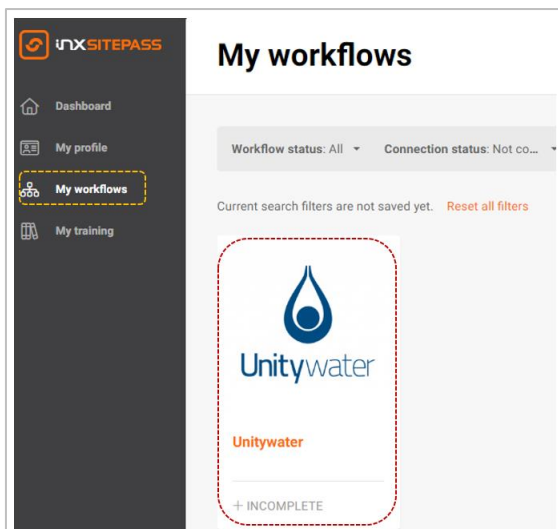 inxSITEPASS
My workflows
Dashboard
My profile
My workflows
My training
Workflow status: All
Connection status: Not co...
Current search filters are not saved yet. Reset all filters
Unitywater
Unitywater
+ INCOMPLETE